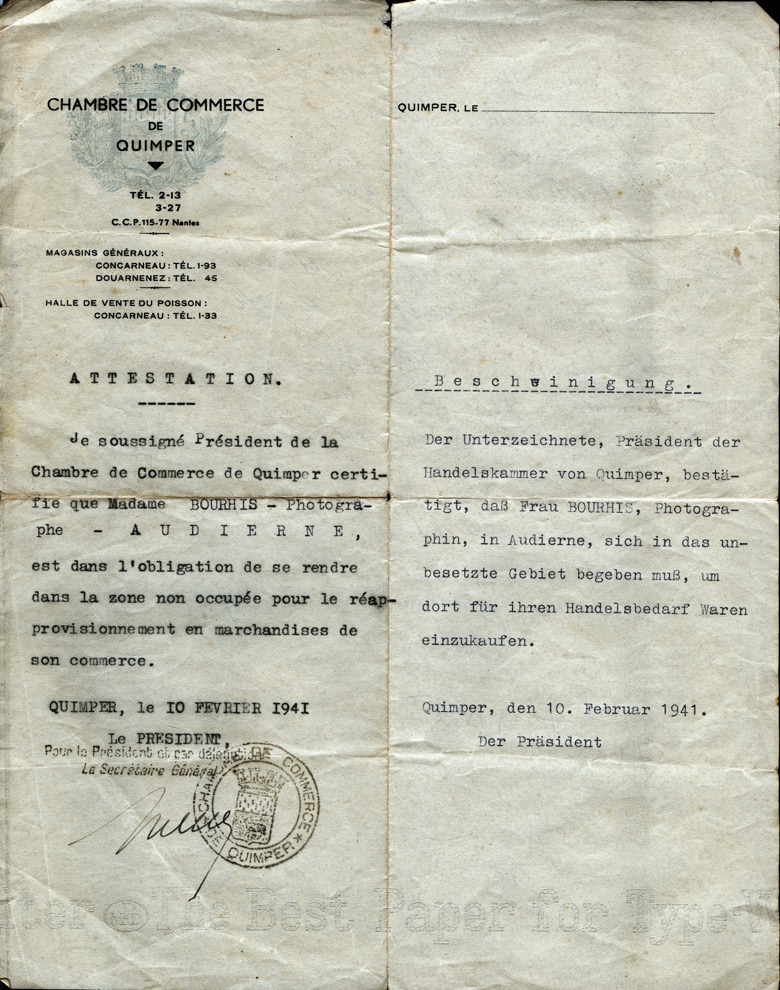 CHAMBRE DE COMMERCE
DE
QUIMPER
TÉL. 2-13
3-27
C.C.P. 115-77 Nantes
MAGASINS GÉNÉRAUX :
CONCARNEAU : TÉL. 1-93
DOUARNENEZ : TÉL. 45
HALLE DE VENTE DU POISSON :
CONCARNEAU : TÉL. 1-33
ATTESTATION.
Je soussigné Président de la
Chambre de Commerce de Quimper certi-
fie que Madame BOURHIS - Photogra-
phe - AUDIERNE,
est dans l'obligation de se rendre
dans la zone non occupée pour le réap-
provisionnement en marchandises de
son commerce.
QUIMPER, le 10 FEVRIER 1941
Le PRESIDENT,
Pour le Président et par délégation
Le Secrétaire Général
CHAMBRE DE COMMERCE
QUIMPER
QUIMPER, LE
Bescheinigung.
Der Unterzeichnete, Präsident der
Handelskammer von Quimper, bestä-
tigt, daß Frau BOURHIS, Photogra-
phin, in Audierne, sich in das un-
besetzte Gebiet begeben muß, um
dort für ihren Handelsbedarf Waren
einzukaufen.
Quimper, den 10. Februar 1941.
Der Präsident
The Best Paper for Type-W